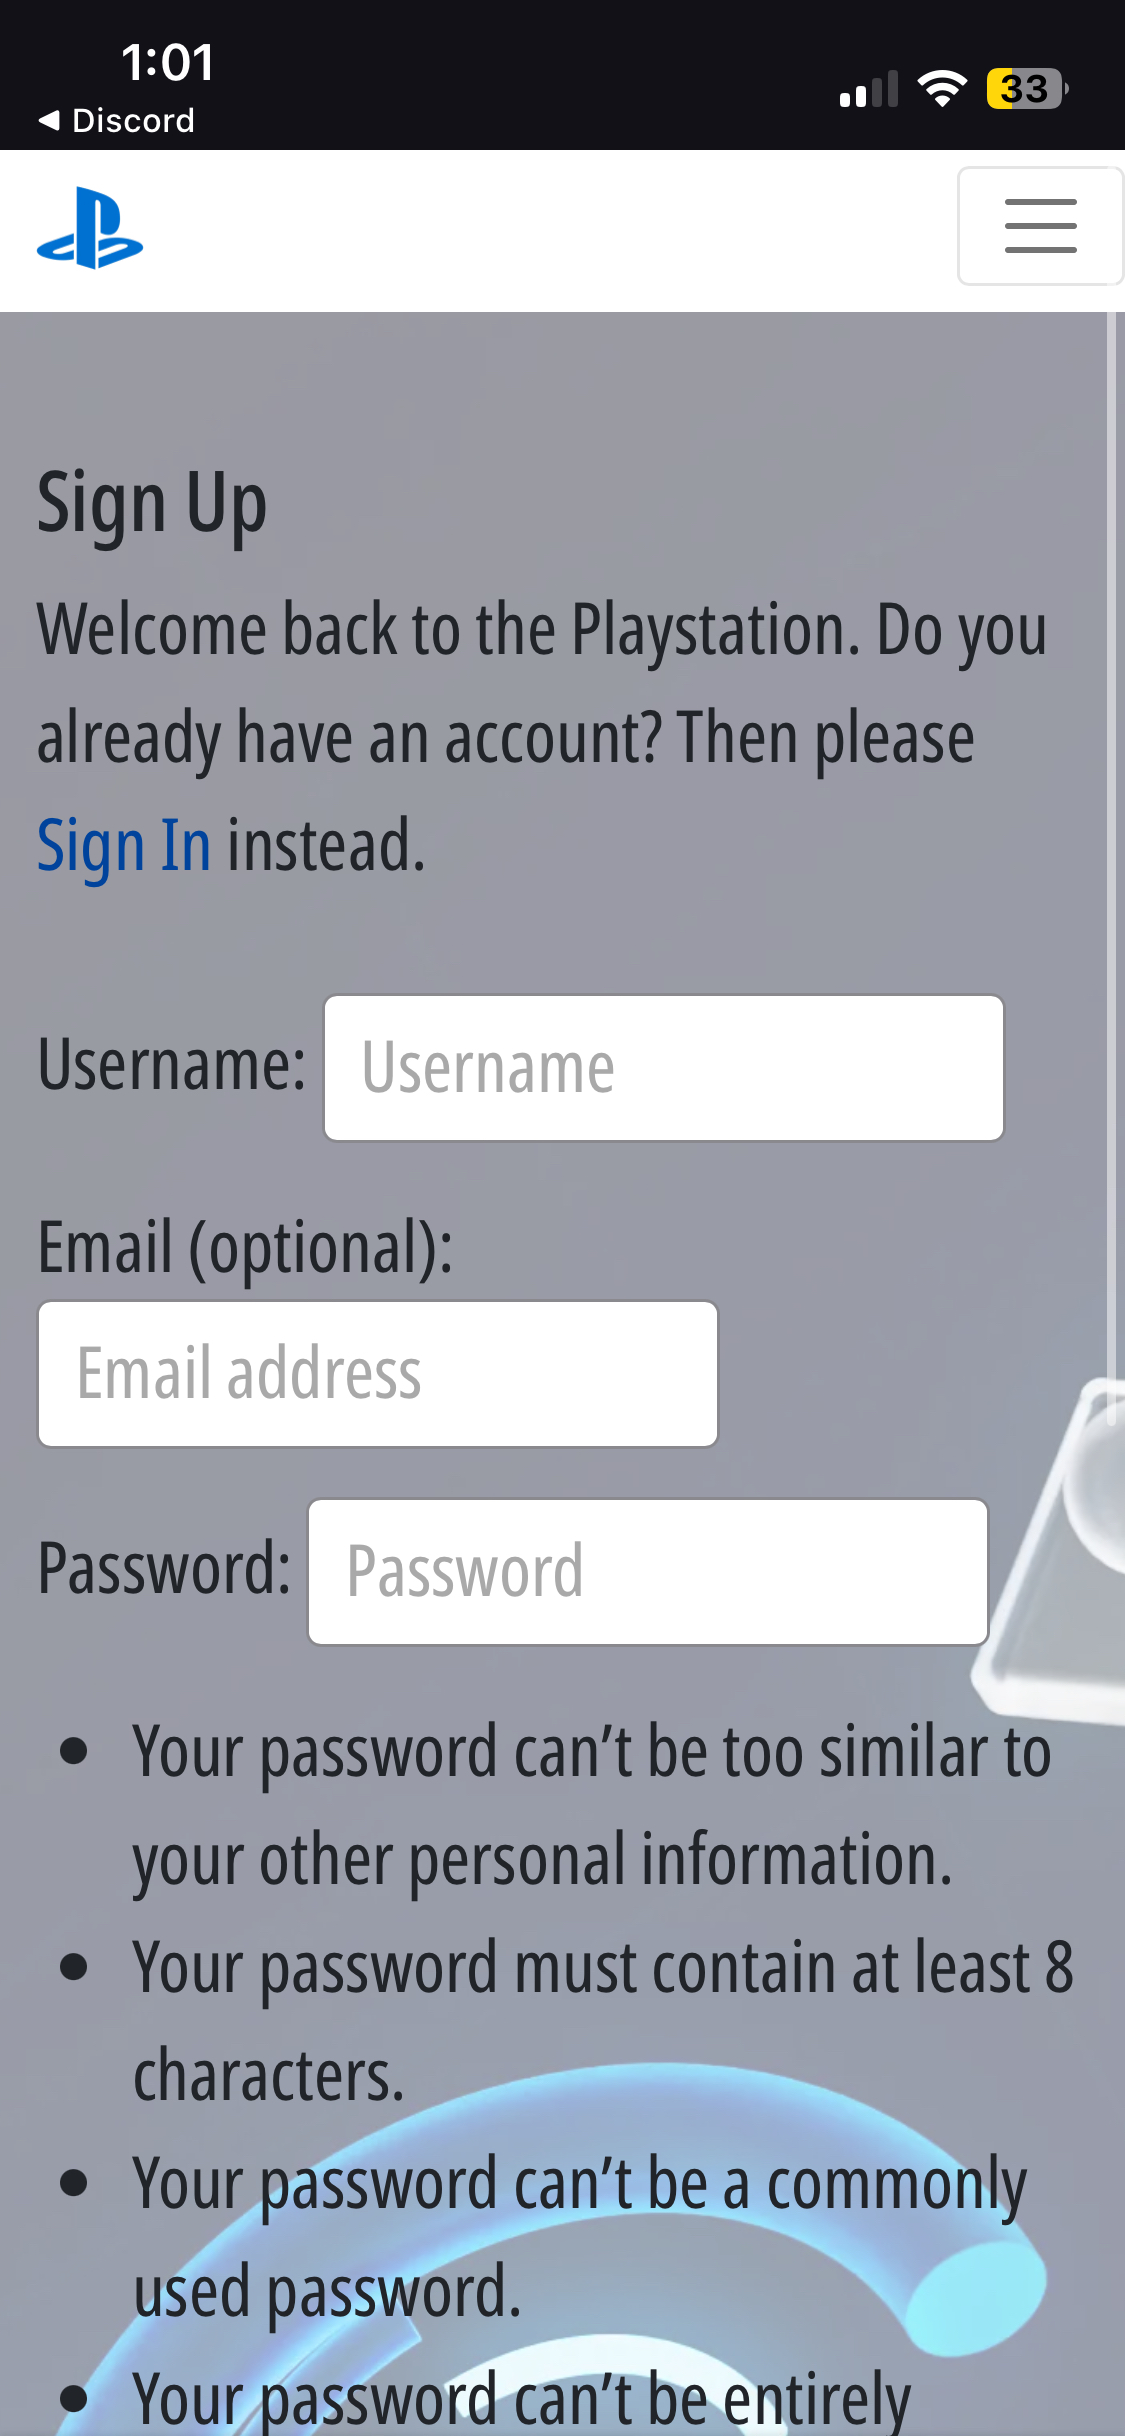 1:01
Discord
33
Sign Up
Welcome back to the Playstation. Do you
already have an account? Then please
Sign In instead.
Username: Username
Email (optional):
Email address
Password: Password
Your password can’t be too similar to
your other personal information.
Your password must contain at least 8
characters.
Your password can’t be a commonly
used password.
Your password can’t be entirely